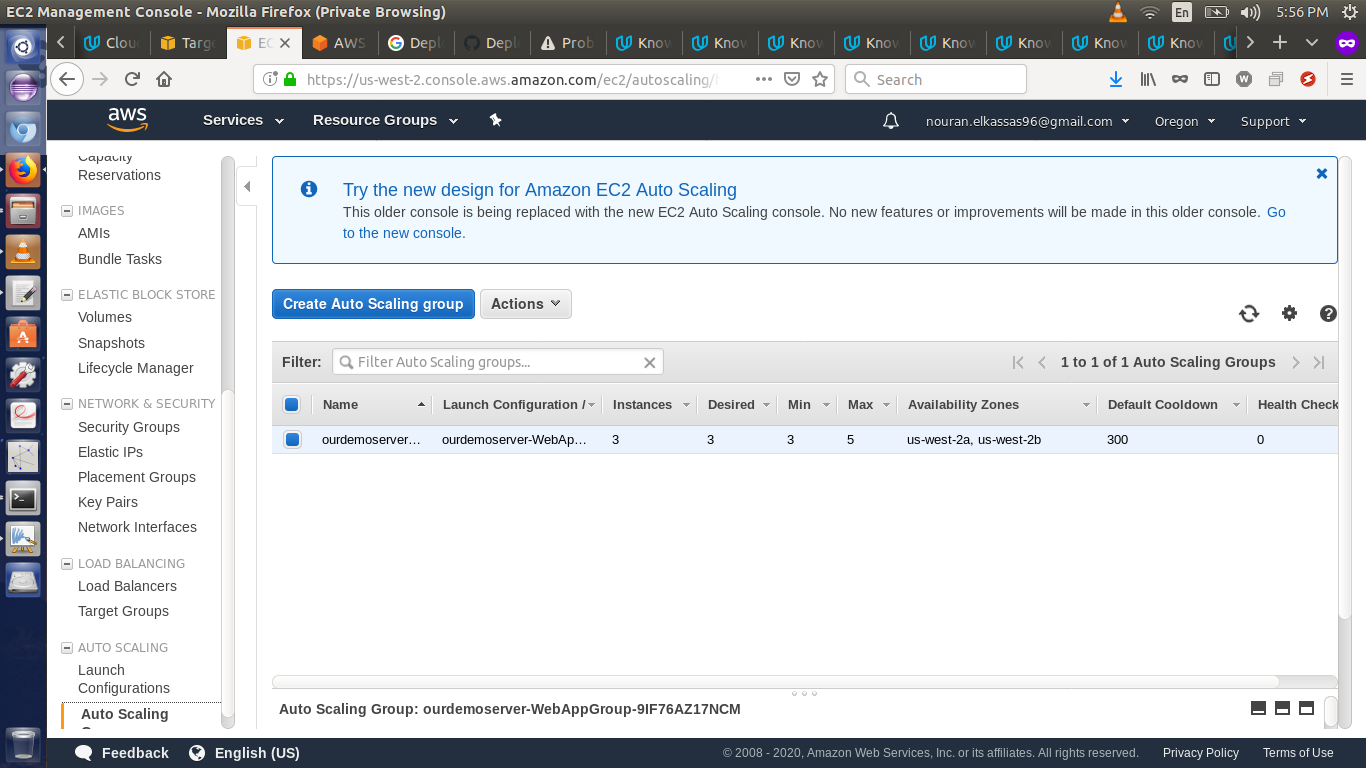 EC2 Management Console - Mozilla Firefox (Private Browsing)
En
5:56 PM
Clou
Targe
EC
AWS
Depl
Depl
Prob
Know
Know
Know
Know
Know
Know
Know
Know
https://us-west-2.console.aws.amazon.com/ec2/autoscaling/
Search
aws
Services
Resource Groups
nouran.elkassas96@gmail.com
Oregon
Support
Capacity
Reservations
IMAGES
AMIs
Bundle Tasks
ELASTIC BLOCK STORE
Volumes
Snapshots
Lifecycle Manager
NETWORK & SECURITY
Security Groups
Elastic IPs
Placement Groups
Key Pairs
Network Interfaces
LOAD BALANCING
Load Balancers
Target Groups
AUTO SCALING
Launch
Configurations
Auto Scaling
Try the new design for Amazon EC2 Auto Scaling
This older console is being replaced with the new EC2 Auto Scaling console. No new features or improvements will be made in this older console. Go
to the new console.
Create Auto Scaling group
Actions
Filter:
Filter Auto Scaling groups...
1 to 1 of 1 Auto Scaling Groups
Name
Launch Configuration /
Instances
Desired
Min
Max
Availability Zones
Default Cooldown
Health Check
ourdemoserver…
ourdemoserver-WebAp…
3
3
3
5
us-west-2a, us-west-2b
300
0
Auto Scaling Group: ourdemoserver-WebAppGroup-9IF76AZ17NCM
Feedback
English (US)
© 2008 - 2020, Amazon Web Services, Inc. or its affiliates. All rights reserved.
Privacy Policy
Terms of Use